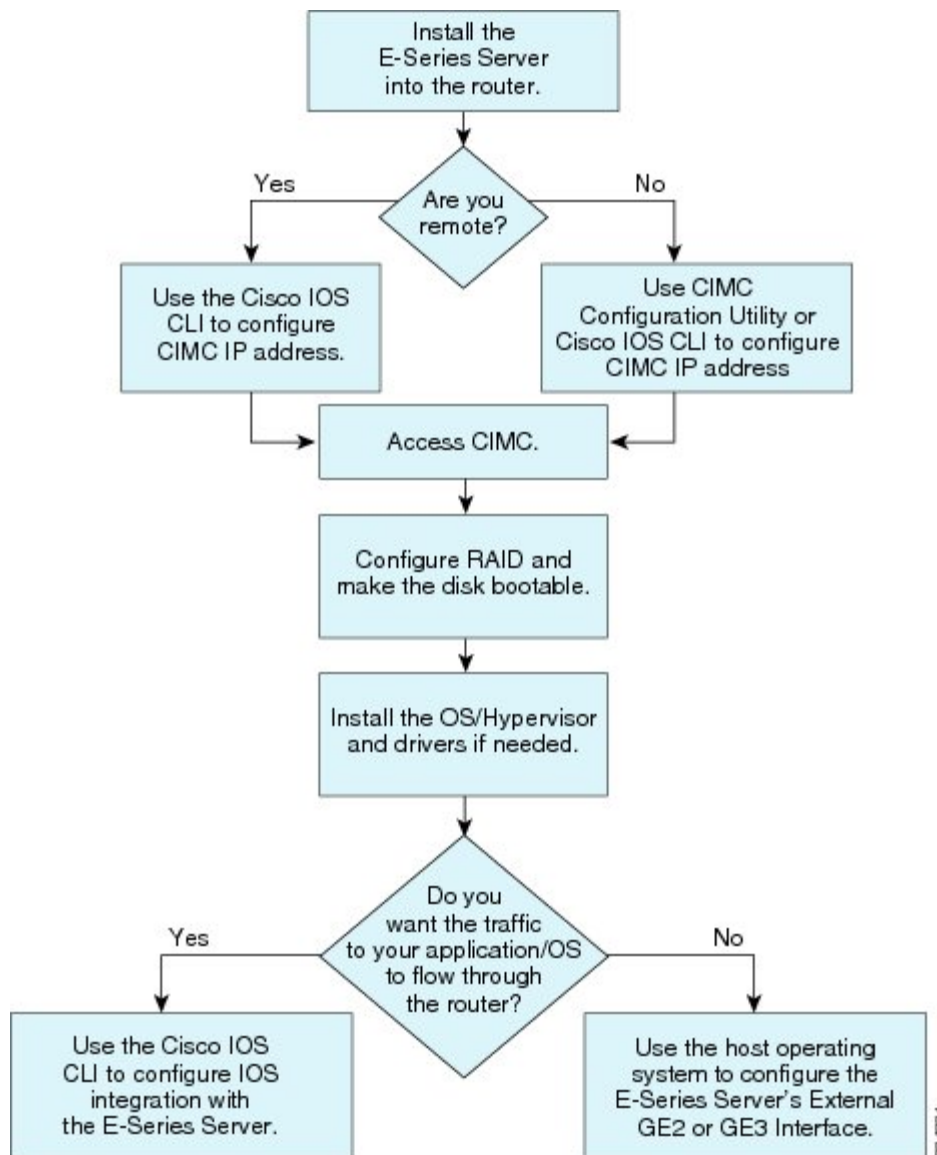 Install the
E-Series Server
into the router.
Are you
remote?
Yes
No
Use the Cisco IOS
CLI to configure
CIMC IP address.
Use CIMC
Configuration Utility or
Cisco IOS CLI to configure
CIMC IP address
Access CIMC.
Configure RAID and
make the disk bootable.
Install the OS/Hypervisor
and drivers if needed.
Do you
want the traffic
to your application/OS
to flow through
the router?
Yes
No
Use the Cisco IOS
CLI to configure IOS
integration with
the E-Series Server.
Use the host operating
system to configure the
E-Series Server's External
GE2 or GE3 Interface.